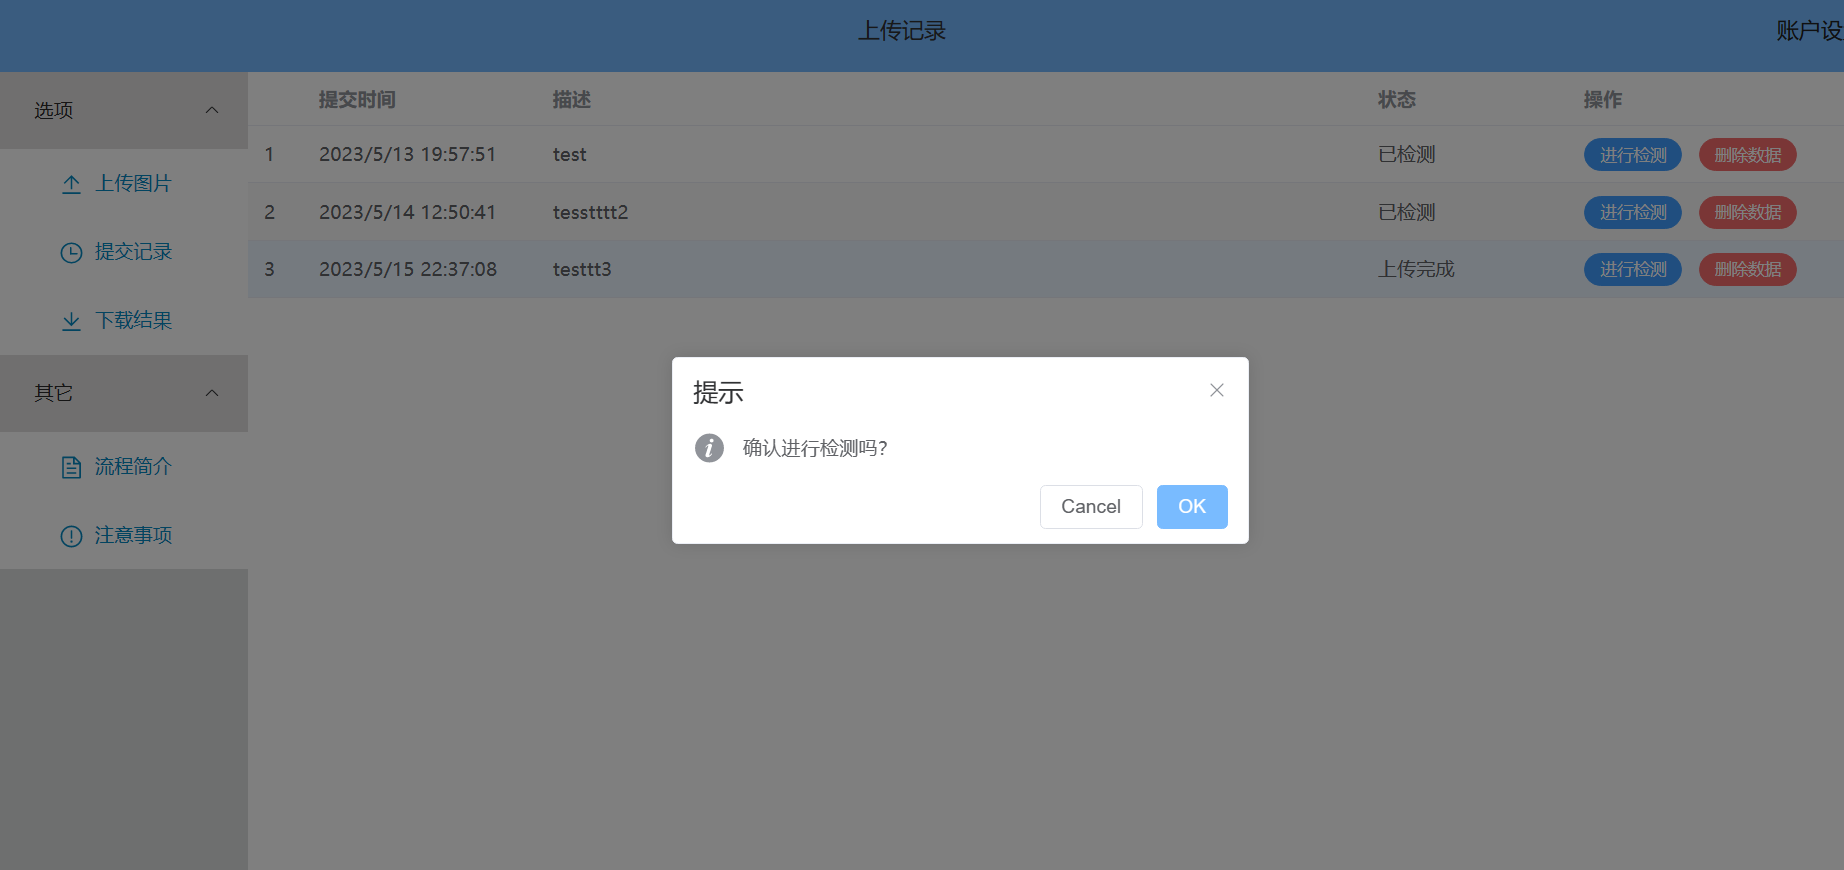 上传记录
账户设
选项
上传图片
提交记录
下载结果
其它
流程简介
注意事项
提交时间 描述 状态 操作
1 2023/5/13 19:57:51 test 已检测 进行检测 删除数据
2 2023/5/14 12:50:41 tesstttt2 已检测 进行检测 删除数据
3 2023/5/15 22:37:08 testtt3 上传完成 进行检测 删除数据
提示
确认进行检测吗?
Cancel OK